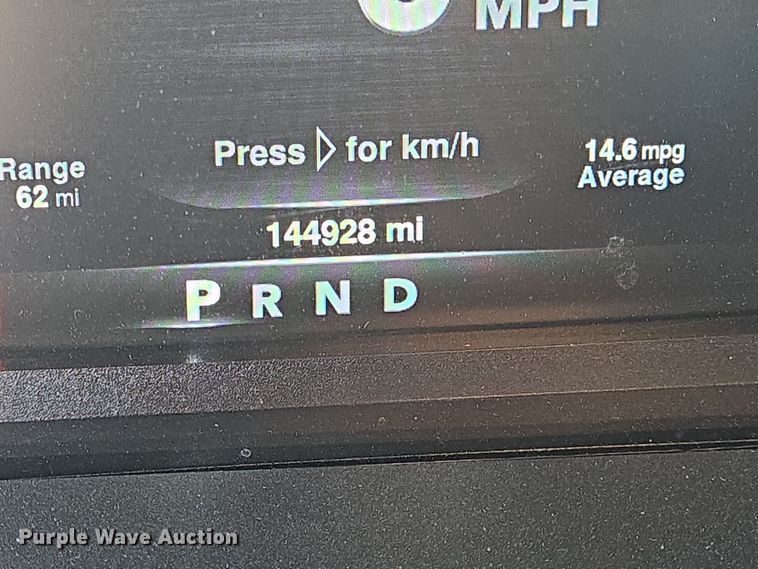 MPH
Press ▷ for km/h
Range
62 mi
14.6 mpg
Average
144928 mi
P R N D
Purple Wave Auction